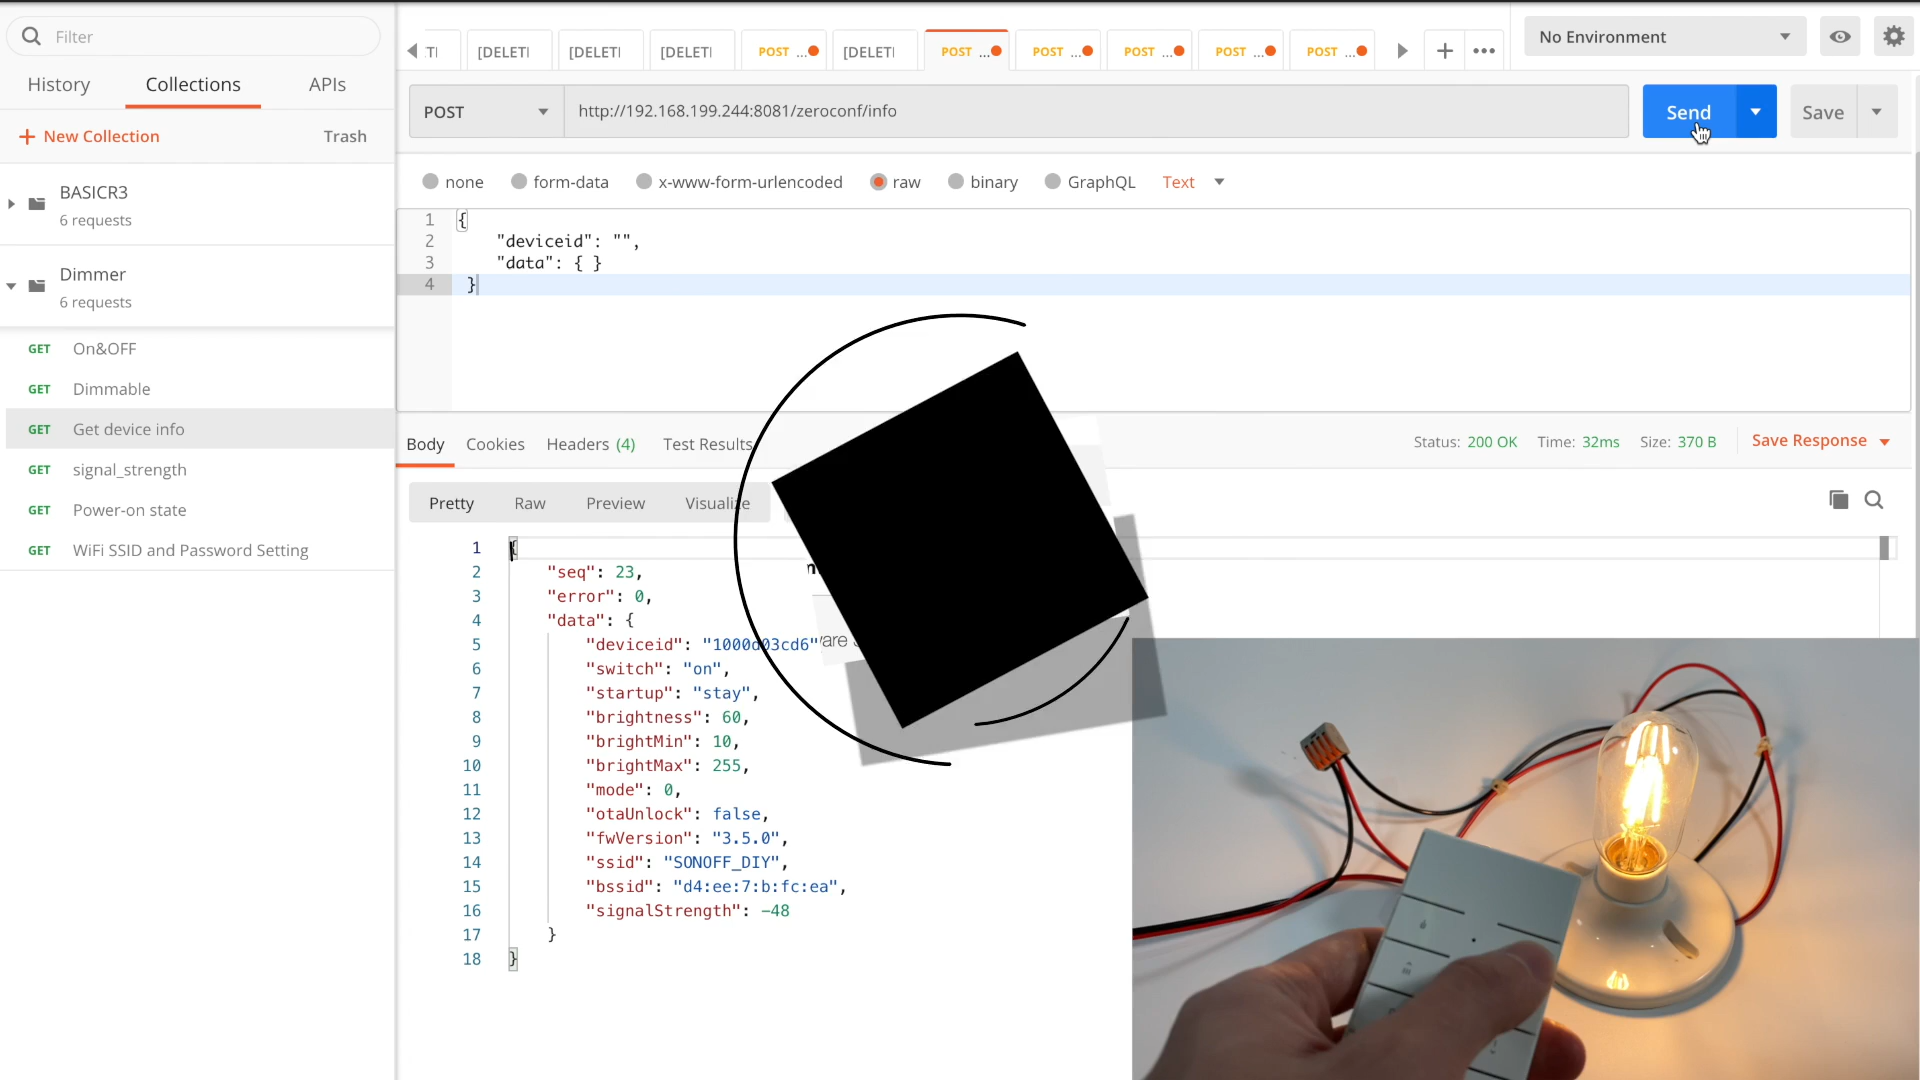 Filter
History Collections APIs
+ New Collection Trash
BASICR3
6 requests
Dimmer
6 requests
GET On&OFF
GET Dimmable
GET Get device info
GET signal_strength
GET Power-on state
GET WiFi SSID and Password Setting
[DELETI [DELETI [DELETI POST ... [DELETI POST ... POST ... POST ... POST ... POST ... + •••
No Environment
POST http://192.168.199.244:8081/zeroconf/info Send Save
none form-data x-www-form-urlencoded raw binary GraphQL Text
1 {
2 "deviceid": "",
3 "data": { }
4 }
Body Cookies Headers (4) Test Results
Status: 200 OK Time: 32ms Size: 370 B Save Response
Pretty Raw Preview Visualize
1 {
2 "seq": 23,
3 "error": 0,
4 "data": {
5 "deviceid": "1000d03cd6"
6 "switch": "on",
7 "startup": "stay",
8 "brightness": 60,
9 "brightMin": 10,
10 "brightMax": 255,
11 "mode": 0,
12 "otaUnlock": false,
13 "fwVersion": "3.5.0",
14 "ssid": "SONOFF_DIY",
15 "bssid": "d4:ee:7:b:fc:ea",
16 "signalStrength": -48
17 }
18 }